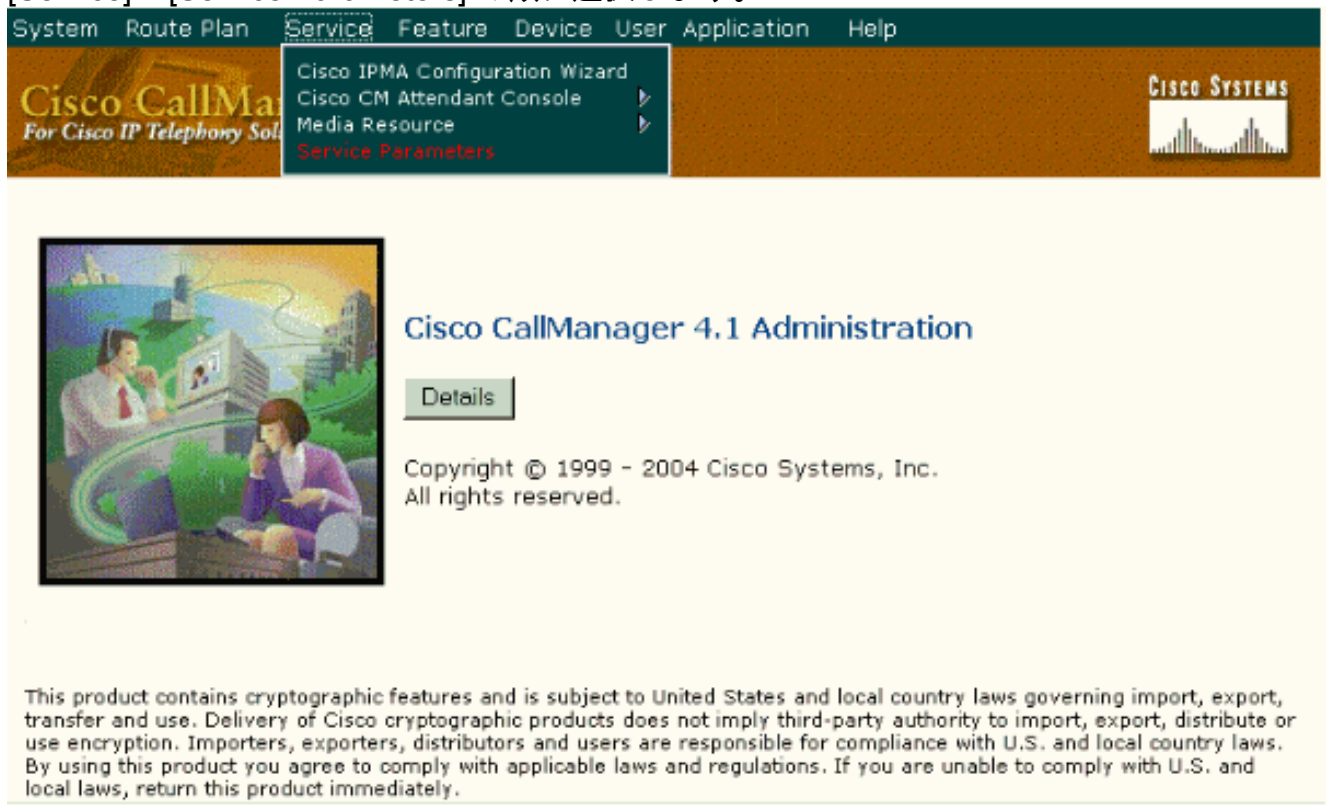 System Route Plan Service Feature Device User Application Help
Cisco IPMA Configuration Wizard
Cisco CM Attendant Console
Media Resource
Service Parameters
Cisco CallMa
For Cisco IP Telephony Sol
CISCO SYSTEMS
Cisco CallManager 4.1 Administration
Details
Copyright © 1999 - 2004 Cisco Systems, Inc.
All rights reserved.
This product contains cryptographic features and is subject to United States and local country laws governing import, export,
transfer and use. Delivery of Cisco cryptographic products does not imply third-party authority to import, export, distribute or
use encryption. Importers, exporters, distributors and users are responsible for compliance with U.S. and local country laws.
By using this product you agree to comply with applicable laws and regulations. If you are unable to comply with U.S. and
local laws, return this product immediately.